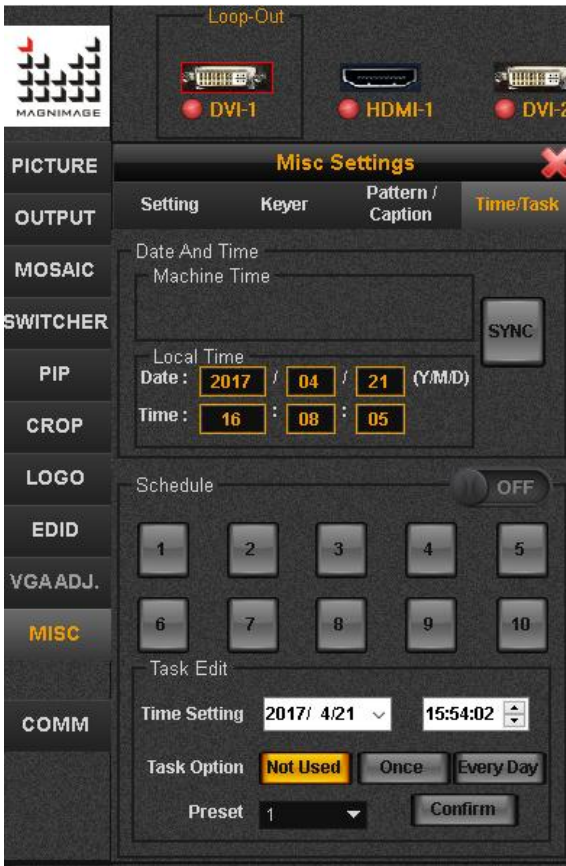 Loop-Out
MAGNIMAGE
DVI-1
HDMI-1
DVI-2
PICTURE
OUTPUT
MOSAIC
SWITCHER
PIP
CROP
LOGO
EDID
VGA ADJ.
MISC
COMM
Misc Settings
Setting
Keyer
Pattern /
Caption
Time/Task
Date And Time
Machine Time
SYNC
Local Time
Date : 2017 / 04 / 21 (Y/M/D)
Time : 16 : 08 : 05
Schedule
OFF
1 2 3 4 5
6 7 8 9 10
Task Edit
Time Setting 2017/ 4/21 15:54:02
Task Option Not Used Once Every Day
Preset 1 Confirm